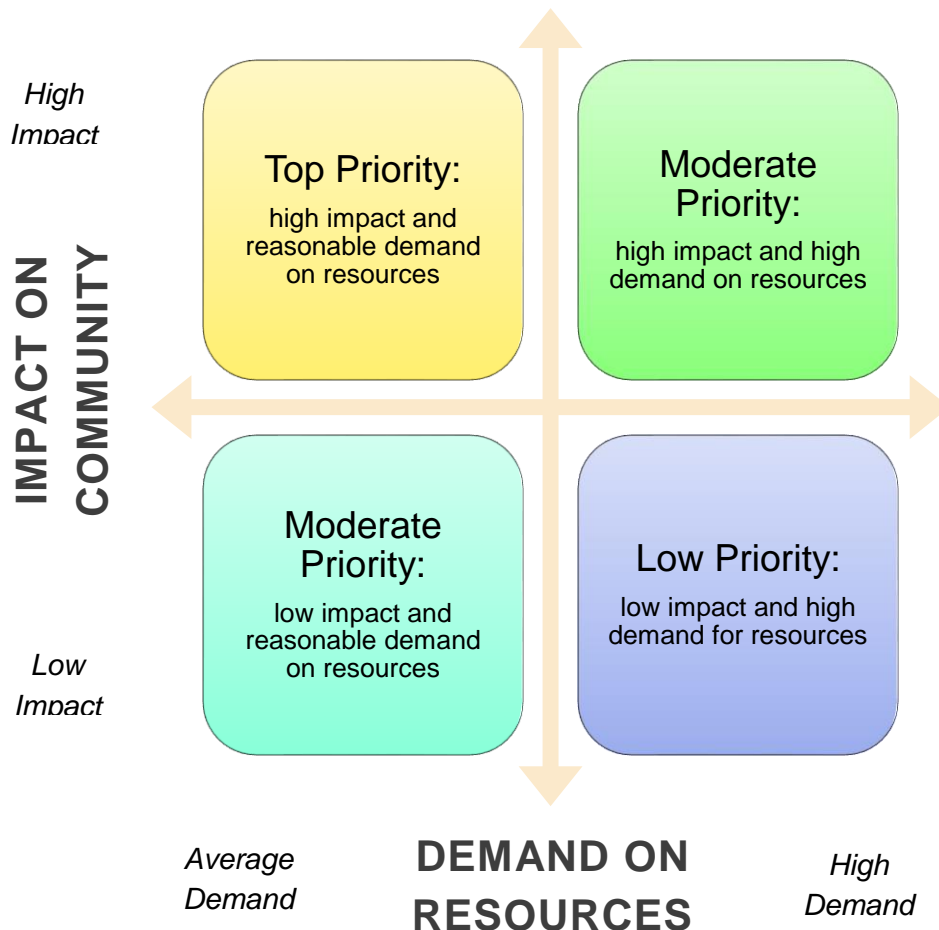 High
Impact
Top Priority:
high impact and
reasonable demand
on resources
Moderate
Priority:
high impact and high
demand on resources
IMPACT ON
COMMUNITY
Moderate
Priority:
low impact and
reasonable demand
on resources
Low Priority:
low impact and high
demand for resources
Low
Impact
Average
Demand
DEMAND ON
RESOURCES
High
Demand